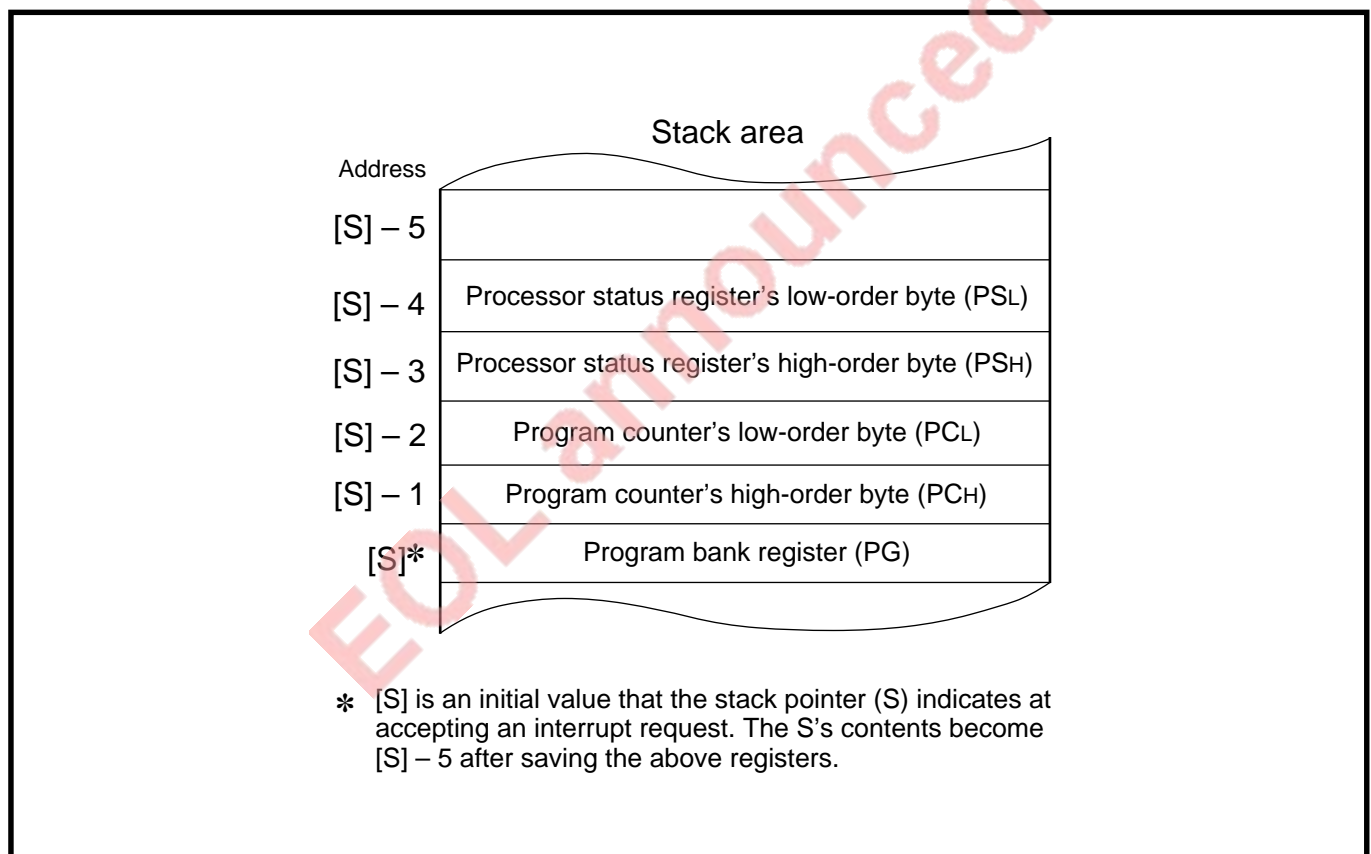 EOL announced
Stack area
Address
[S] – 5
[S] – 4 Processor status register’s low-order byte (PSL)
[S] – 3 Processor status register’s high-order byte (PSH)
[S] – 2 Program counter’s low-order byte (PCL)
[S] – 1 Program counter’s high-order byte (PCH)
[S]* Program bank register (PG)
* [S] is an initial value that the stack pointer (S) indicates at
accepting an interrupt request. The S’s contents become
[S] – 5 after saving the above registers.